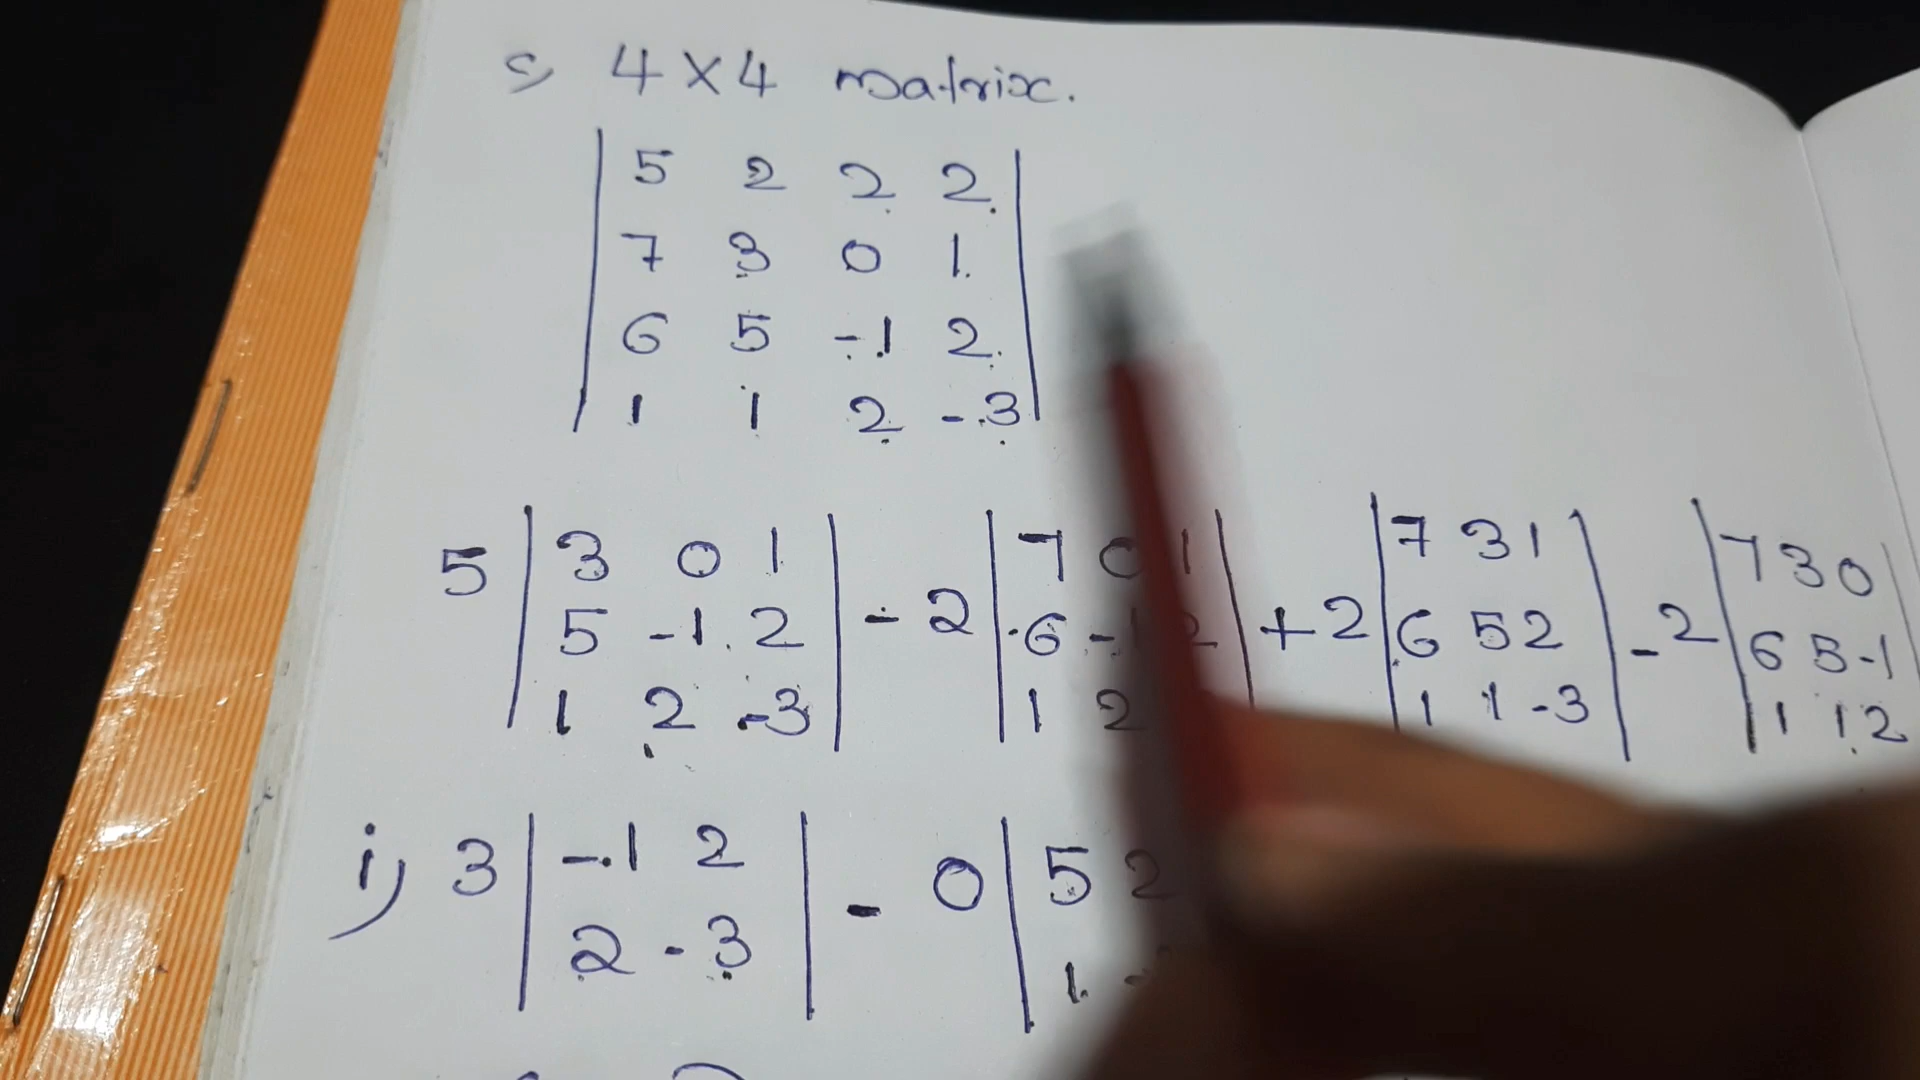 c) 4 × 4 matrix.
| 5 2 2 2 |
| 7 3 0 1 |
| 6 5 -1 2 |
| 1 1 2 -3 |
5 | 3 0 1 | - 2 | 7 0 1 | + 2 | 7 3 1 | - 2 | 7 3 0 |
| 5 -1 2 | | 6 - 2 | | 6 5 2 | | 6 5 -1 |
| 1 2 -3 | | 1 2 | 1 1 -3 | | 1 1 2
i) 3 | -1 2 | - 0 | 5 2
| 2 -3 | | 1